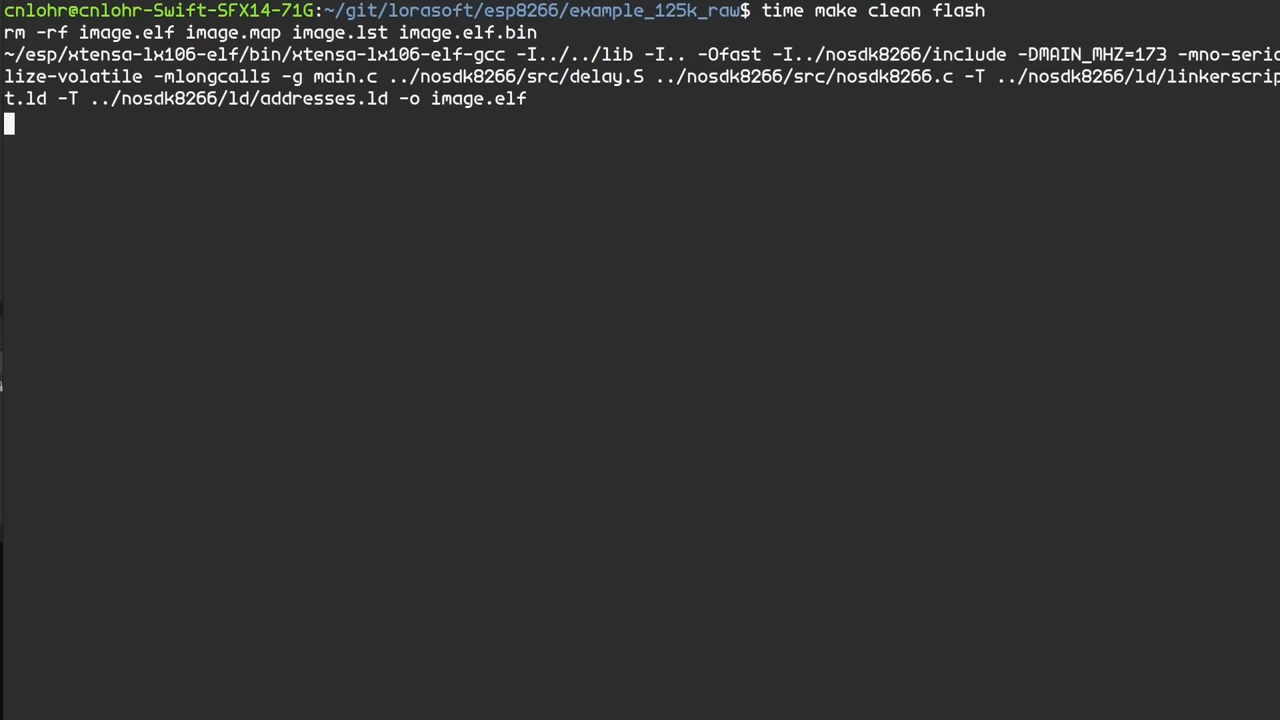 cnlohr@cnlohr-Swift-SFX14-71G:~/git/lorasoft/esp8266/example_125k_raw$ time make clean flash
rm -rf image.elf image.map image.lst image.elf.bin
~/esp/xtensa-lx106-elf/bin/xtensa-lx106-elf-gcc -I../../lib -I.. -Ofast -I../nosdk8266/include -DMAIN_MHZ=173 -mno-seria
lize-volatile -mlongcalls -g main.c ../nosdk8266/src/delay.S ../nosdk8266/src/nosdk8266.c -T ../nosdk8266/ld/linkerscrip
t.ld -T ../nosdk8266/ld/addresses.ld -o image.elf